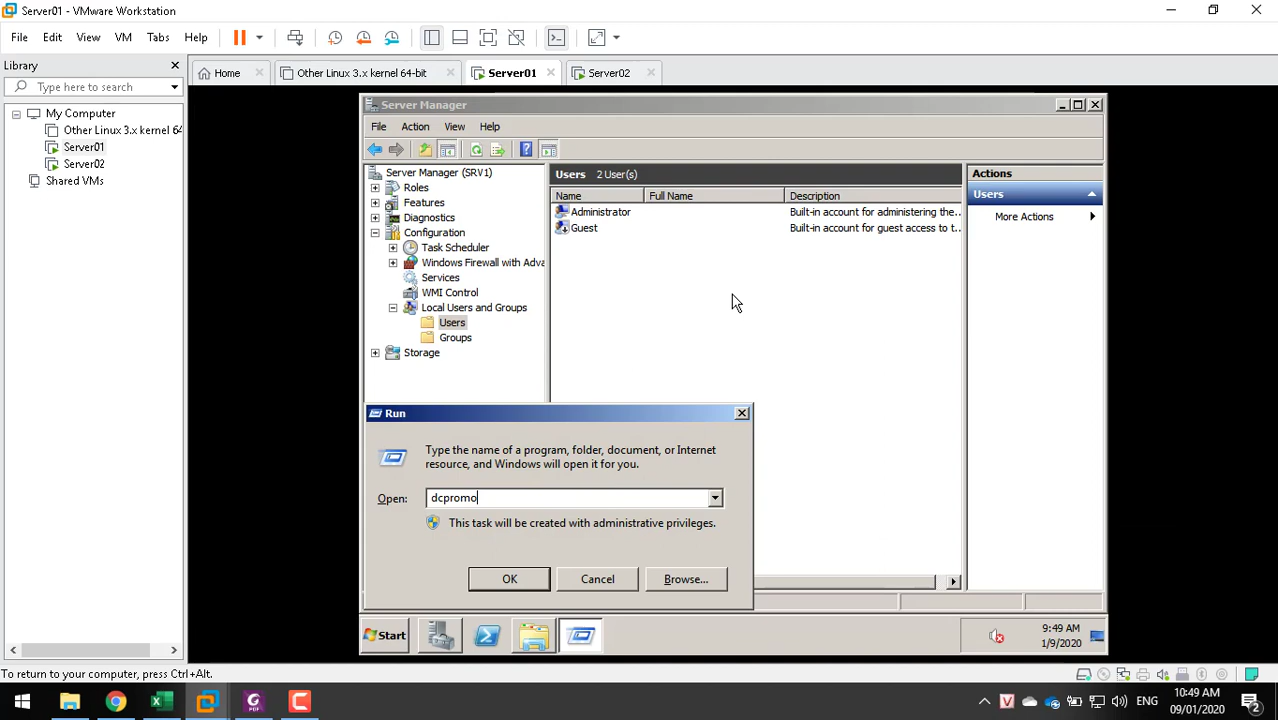 Server01 - VMware Workstation
File Edit View VM Tabs Help
Library
Type here to search
My Computer
Other Linux 3.x kernel 64
Server01
Server02
Shared VMs
Home
Other Linux 3.x kernel 64-bit
Server01
Server02
Server Manager
File Action View Help
Server Manager (SRV1)
Roles
Features
Diagnostics
Configuration
Task Scheduler
Windows Firewall with Adva
Services
WMI Control
Local Users and Groups
Users
Groups
Storage
Users 2 User(s)
Name Full Name Description
Administrator Built-in account for administering the..
Guest Built-in account for guest access to t..
Actions
Users
More Actions
Run
Type the name of a program, folder, document, or Internet
resource, and Windows will open it for you.
Open: dcpromo
This task will be created with administrative privileges.
OK Cancel Browse...
Start
9:49 AM
1/9/2020
To return to your computer, press Ctrl+Alt.
PDF
ENG
10:49 AM
09/01/2020
2